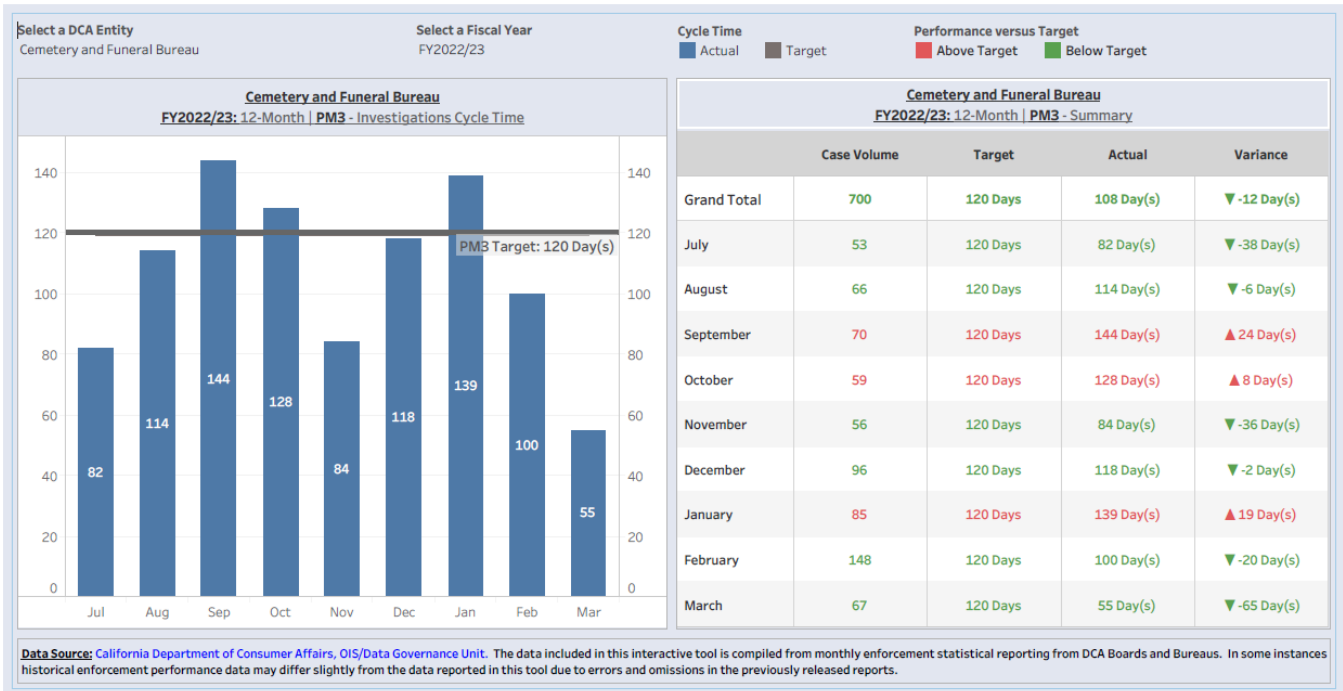 Select a DCA Entity
Cemetery and Funeral Bureau
Select a Fiscal Year
FY2022/23
Cycle Time
Actual
Target
Performance versus Target
Above Target
Below Target
Cemetery and Funeral Bureau
FY2022/23: 12-Month | PM3 - Investigations Cycle Time
140
120
100
80
60
40
20
0
140
120
100
80
60
40
20
0
PM3 Target: 120 Day(s)
82
114
144
128
84
118
139
100
55
Jul Aug Sep Oct Nov Dec Jan Feb Mar
Cemetery and Funeral Bureau
FY2022/23: 12-Month | PM3 - Summary
Case Volume Target Actual Variance
Grand Total 700 120 Days 108 Day(s) ▼ -12 Day(s)
July 53 120 Days 82 Day(s) ▼ -38 Day(s)
August 66 120 Days 114 Day(s) ▼ -6 Day(s)
September 70 120 Days 144 Day(s) ▲ 24 Day(s)
October 59 120 Days 128 Day(s) ▲ 8 Day(s)
November 56 120 Days 84 Day(s) ▼ -36 Day(s)
December 96 120 Days 118 Day(s) ▼ -2 Day(s)
January 85 120 Days 139 Day(s) ▲ 19 Day(s)
February 148 120 Days 100 Day(s) ▼ -20 Day(s)
March 67 120 Days 55 Day(s) ▼ -65 Day(s)
Data Source: California Department of Consumer Affairs, OIS/Data Governance Unit. The data included in this interactive tool is compiled from monthly enforcement statistical reporting from DCA Boards and Bureaus. In some instances
historical enforcement performance data may differ slightly from the data reported in this tool due to errors and omissions in the previously released reports.